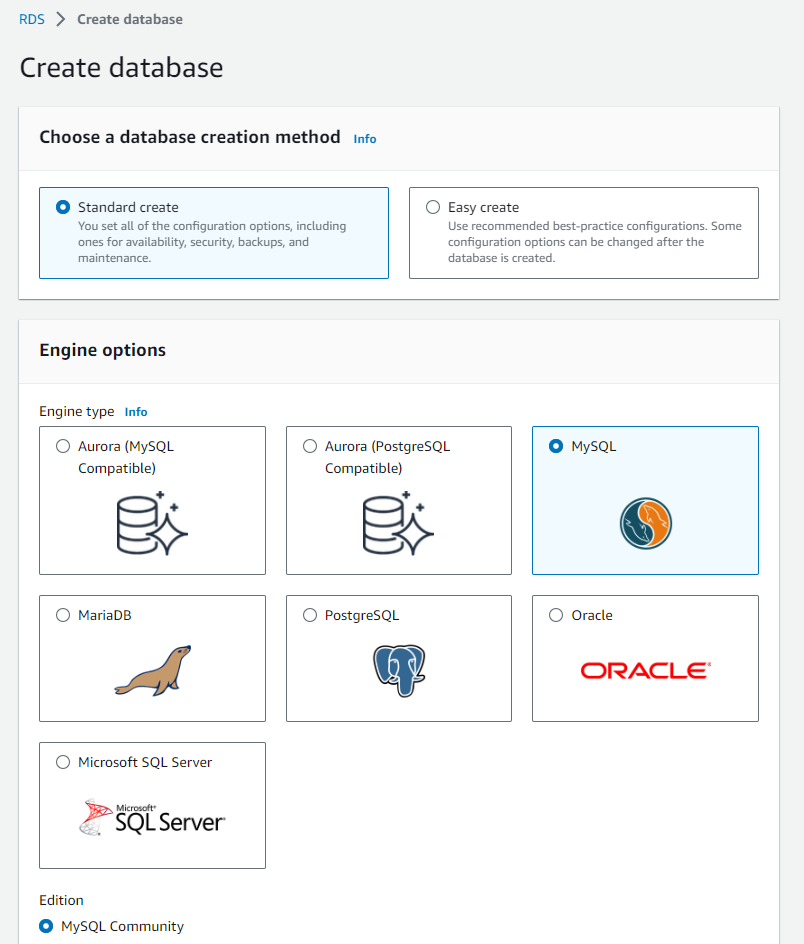 RDS > Create database
Create database
Choose a database creation method Info
Standard create
You set all of the configuration options, including
ones for availability, security, backups, and
maintenance.
Easy create
Use recommended best-practice configurations. Some
configuration options can be changed after the
database is created.
Engine options
Engine type Info
Aurora (MySQL
Compatible)
Aurora (PostgreSQL
Compatible)
MySQL
MariaDB
PostgreSQL
Oracle
ORACLE®
Microsoft SQL Server
Microsoft®
SQL Server®
Edition
MySQL Community